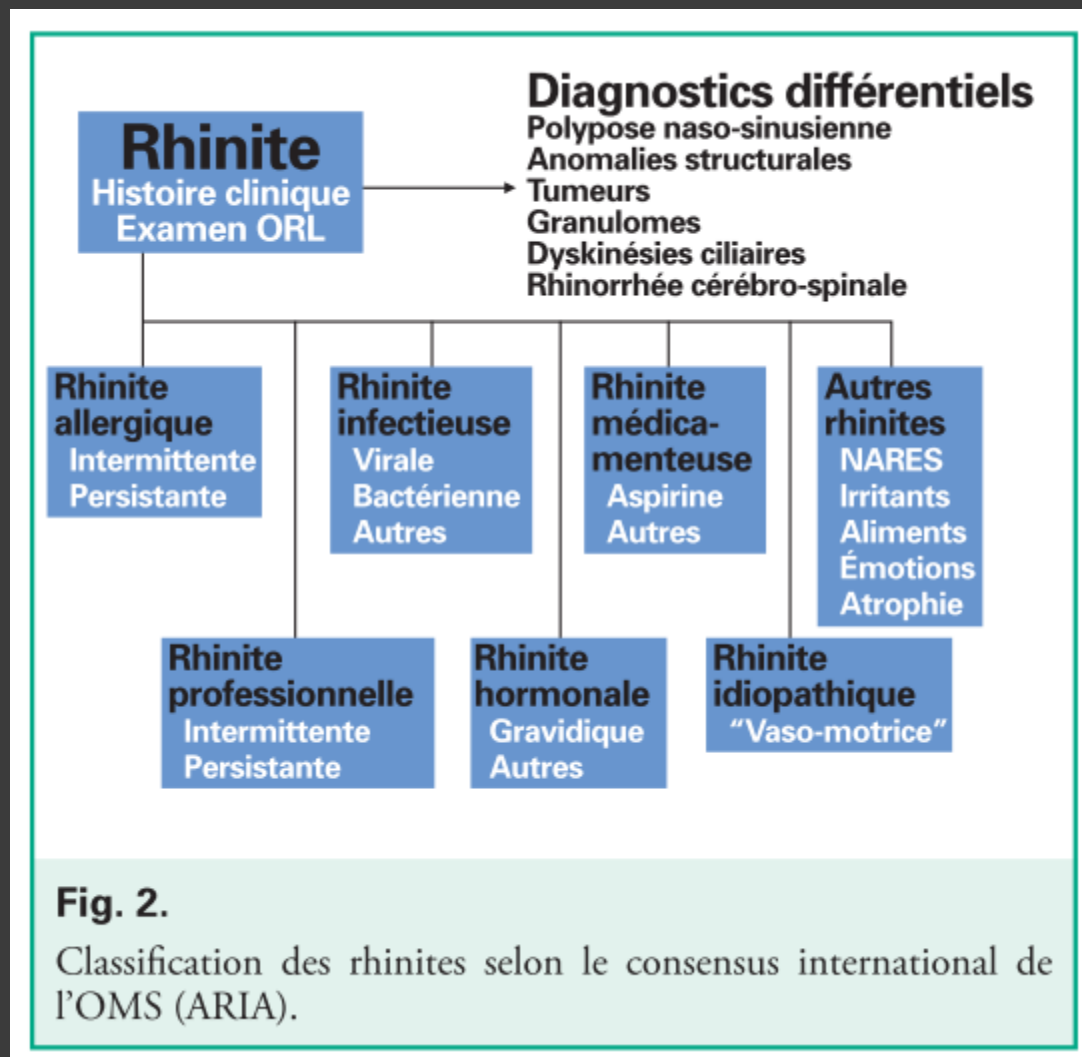 Rhinite
Histoire clinique
Examen ORL
Diagnostics différentiels
Polypose naso-sinusienne
Anomalies structurales
Tumeurs
Granulomes
Dyskinésies ciliaires
Rhinorrhée cérébro-spinale
Rhinite
allergique
Intermittente
Persistante
Rhinite
infectieuse
Virale
Bactérienne
Autres
Rhinite
médica-
menteuse
Aspirine
Autres
Autres
rhinites
NARES
Irritants
Aliments
Émotions
Atrophie
Rhinite
professionnelle
Intermittente
Persistante
Rhinite
hormonale
Gravidique
Autres
Rhinite
idiopathique
“Vaso-motrice”
Fig. 2.
Classification des rhinites selon le consensus international de
l’OMS (ARIA).